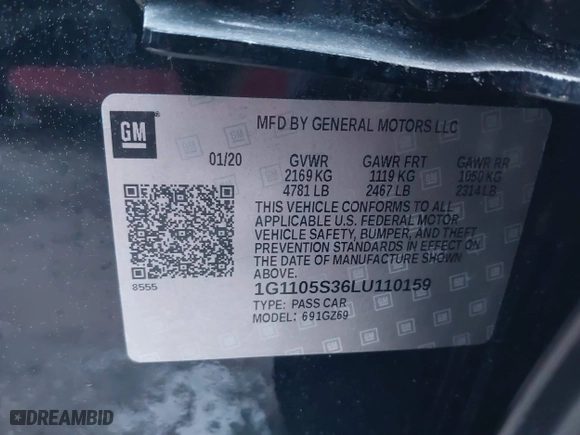 GM
MFD BY GENERAL MOTORS LLC
01/20 GVWR GAWR FRT GAWR RR
2169 KG 1119 KG 1050 KG
4781 LB 2467 LB 2314 LB
THIS VEHICLE CONFORMS TO ALL
APPLICABLE U.S. FEDERAL MOTOR
VEHICLE SAFETY, BUMPER, AND THEFT
PREVENTION STANDARDS IN EFFECT ON
THE DATE OF MANUFACTURE SHOWN
ABOVE.
8555
1G1105S36LU110159
TYPE: PASS CAR
MODEL: 691GZ69
DREAMBID